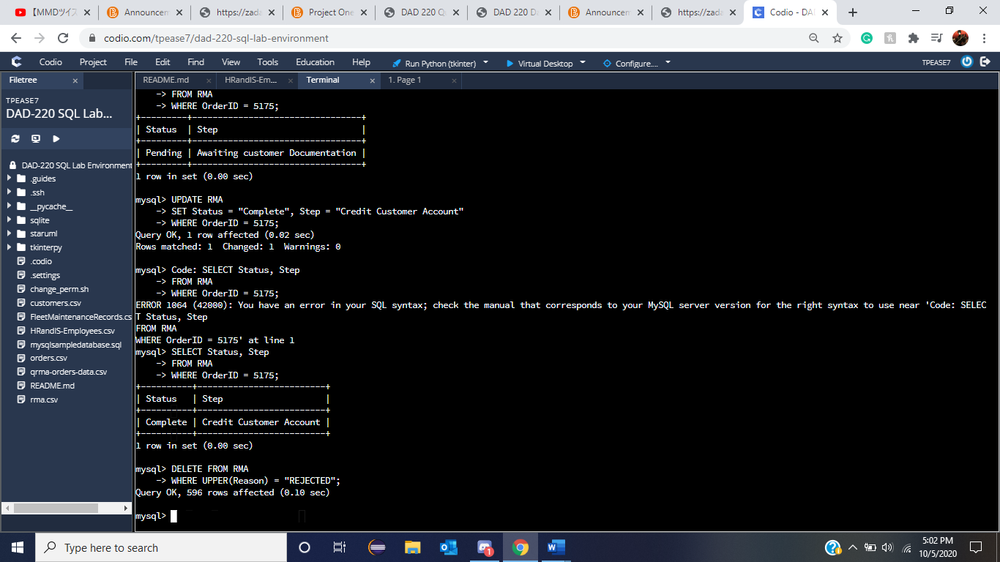 【MMDツイス
Announcem
https://zada
Project One
DAD 220 Q
DAD 220 D
Announcem
https://zada
Codio - DA
codio.com/tpease7/dad-220-sql-lab-environment
Codio Project File Edit Find View Tools Education Help Run Python (tkinter) Virtual Desktop Configure.... TPEASE7
Filetree
README.md HRandIS-Em... Terminal 1. Page 1
TPEASE7
DAD-220 SQL Lab...
DAD-220 SQL Lab Environment
.guides
.ssh
__pycache__
sqlite
staruml
tkinterpy
.codio
.settings
change_perm.sh
customers.csv
FleetMaintenanceRecords.cs
HRandIS-Employees.csv
mysqlsampledatabase.sql
orders.csv
qrma-orders-data.csv
README.md
rma.csv
-> FROM RMA
-> WHERE OrderID = 5175;
+---------+---------------------------------+
| Status | Step |
+---------+---------------------------------+
| Pending | Awaiting customer Documentation |
+---------+---------------------------------+
1 row in set (0.00 sec)
mysql> UPDATE RMA
-> SET Status = "Complete", Step = "Credit Customer Account"
-> WHERE OrderID = 5175;
Query OK, 1 row affected (0.02 sec)
Rows matched: 1 Changed: 1 Warnings: 0
mysql> Code: SELECT Status, Step
-> FROM RMA
-> WHERE OrderID = 5175;
ERROR 1064 (42000): You have an error in your SQL syntax; check the manual that corresponds to your MySQL server version for the right syntax to use near 'Code: SELEC
T Status, Step
FROM RMA
WHERE OrderID = 5175' at line 1
mysql> SELECT Status, Step
-> FROM RMA
-> WHERE OrderID = 5175;
+----------+-------------------------+
| Status | Step |
+----------+-------------------------+
| Complete | Credit Customer Account |
+----------+-------------------------+
1 row in set (0.00 sec)
mysql> DELETE FROM RMA
-> WHERE UPPER(Reason) = "REJECTED";
Query OK, 596 rows affected (0.10 sec)
mysql>
Type here to search
5:02 PM
10/5/2020